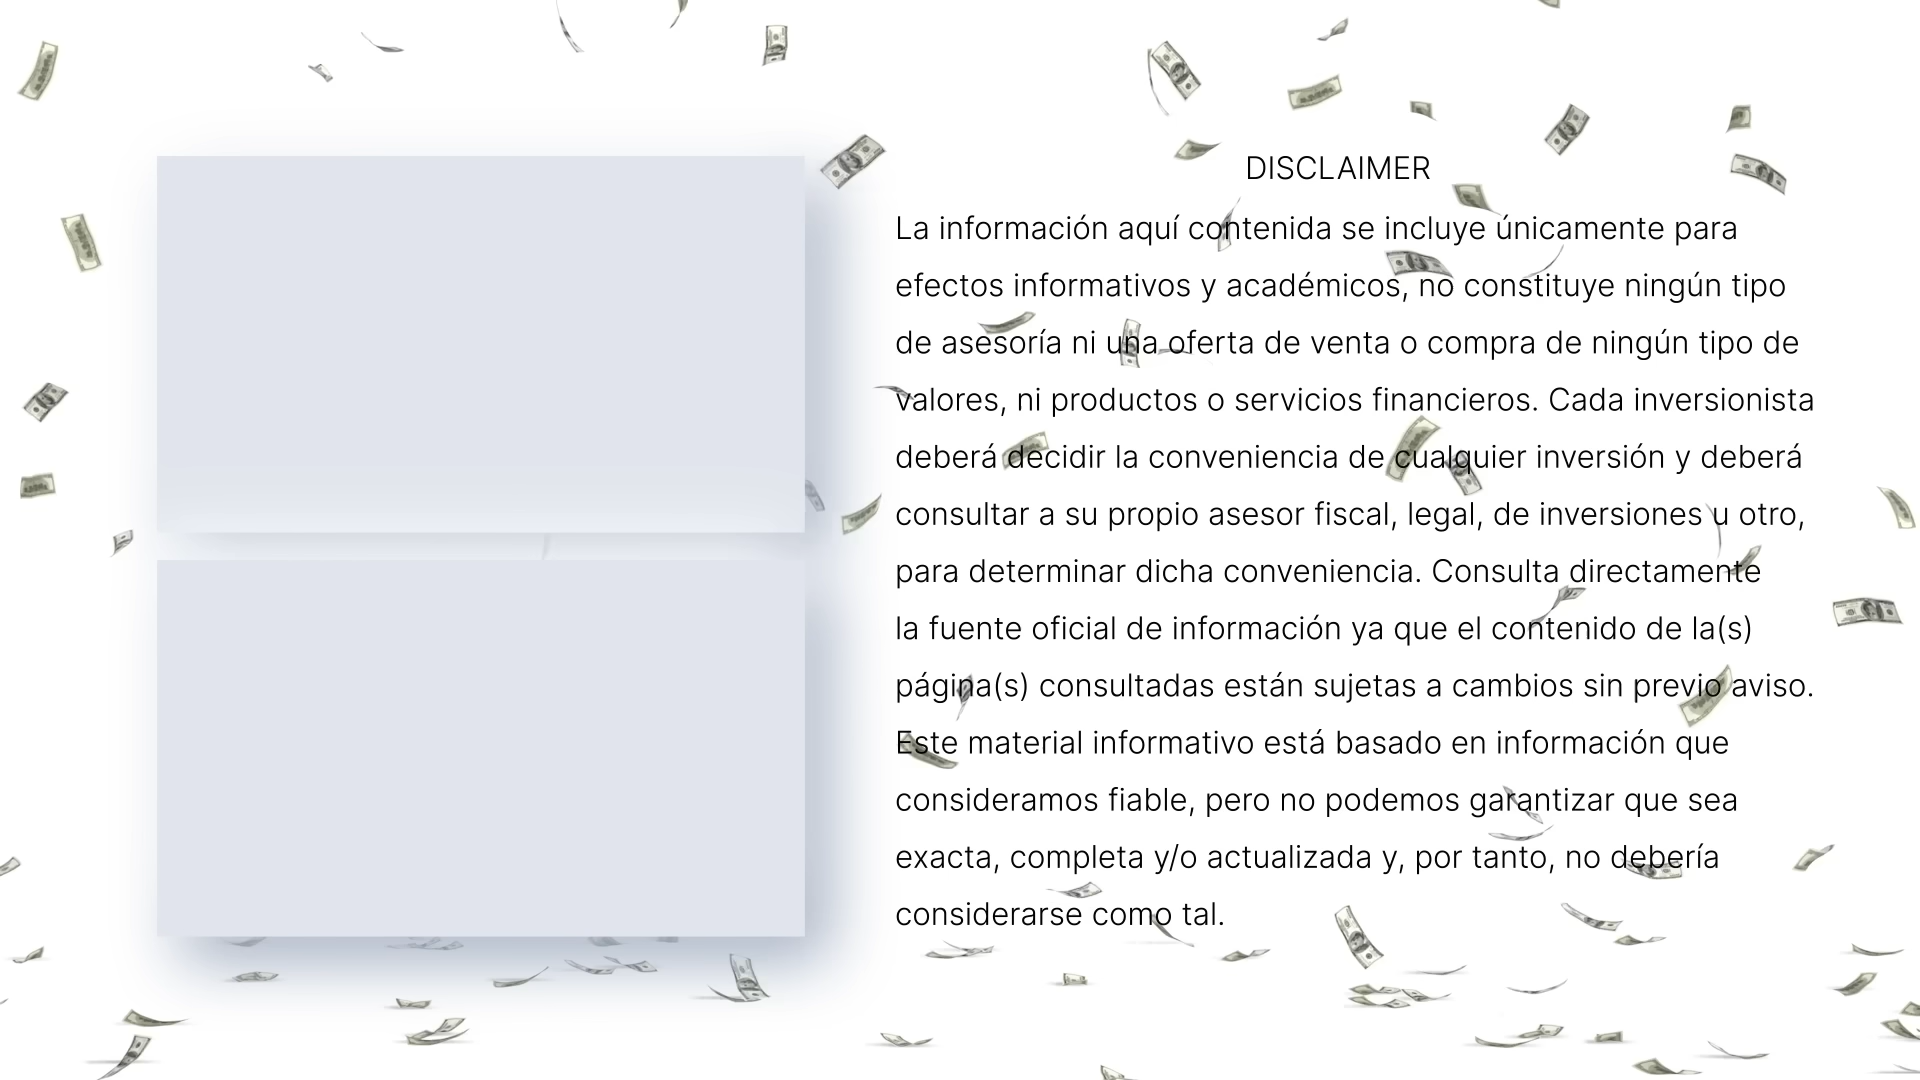 DISCLAIMER
La información aquí contenida se incluye únicamente para
efectos informativos y académicos, no constituye ningún tipo
de asesoría ni una oferta de venta o compra de ningún tipo de
valores, ni productos o servicios financieros. Cada inversionista
deberá decidir la conveniencia de cualquier inversión y deberá
consultar a su propio asesor fiscal, legal, de inversiones u otro,
para determinar dicha conveniencia. Consulta directamente
la fuente oficial de información ya que el contenido de la(s)
página(s) consultadas están sujetas a cambios sin previo aviso.
Este material informativo está basado en información que
consideramos fiable, pero no podemos garantizar que sea
exacta, completa y/o actualizada y, por tanto, no debería
considerarse como tal.